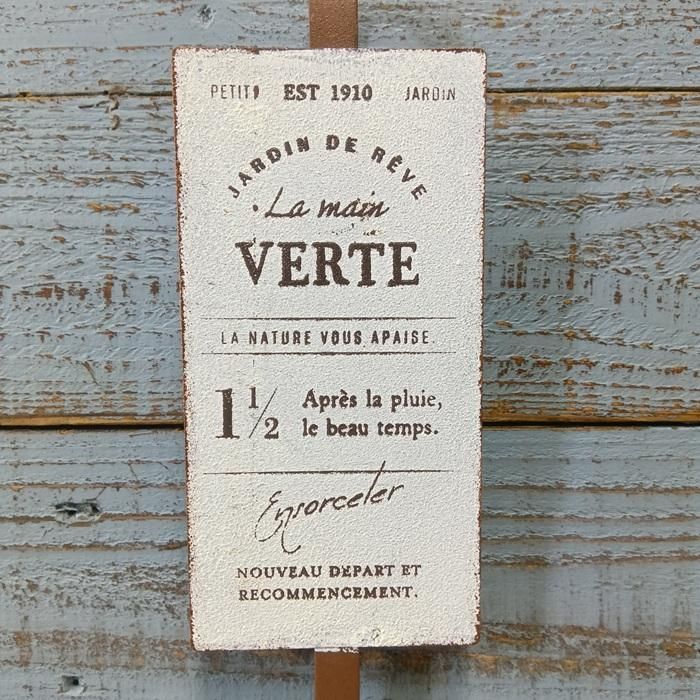 PETIT EST 1910 JARDIN
JARDIN DE RÊVE
La main
VERTE
LA NATURE VOUS APAISE.
1 1/2 Après la pluie,
le beau temps.
Ensorceler
NOUVEAU DEPART ET
RECOMMENCEMENT.